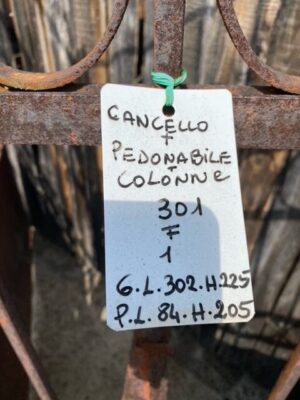 CANCELLO
+
PEDONABILE
+
COLONNE
301
F
1
G.L.302.H.225
P.L.84.H.205